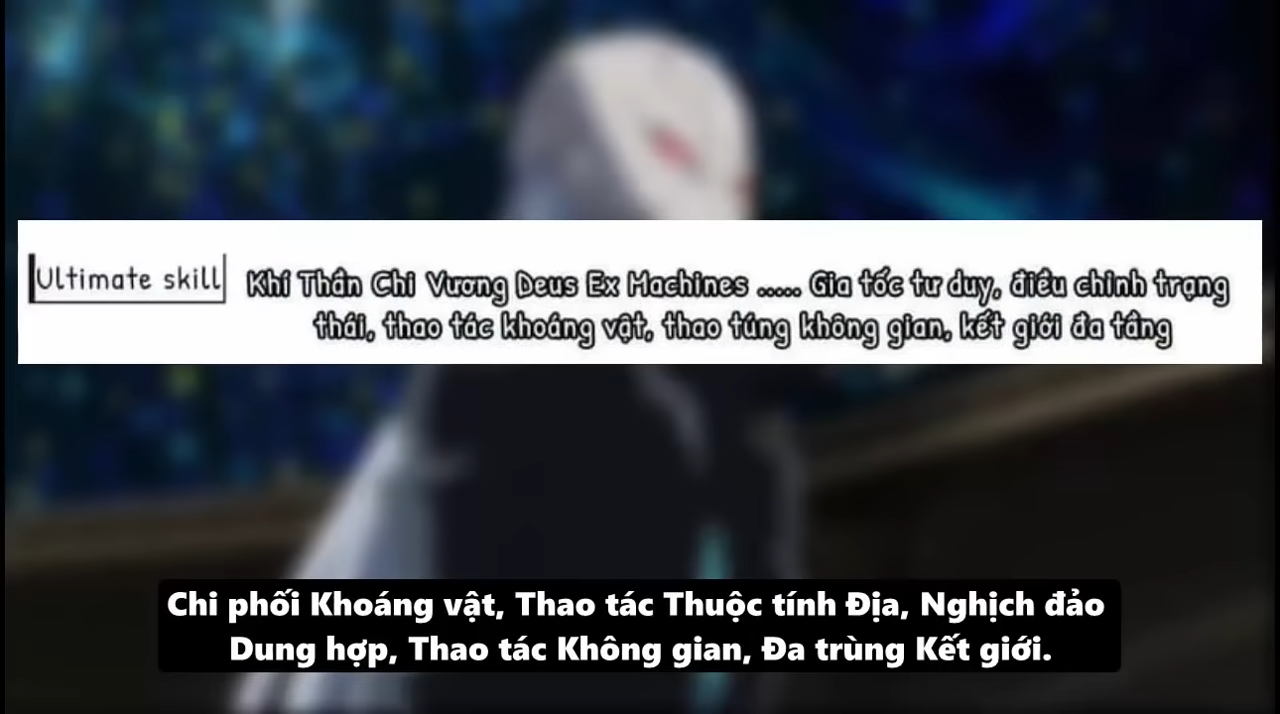 Ultimate skill
Khí Thần Chi Vương Deus Ex Machines ..... Gia tốc tư duy, điều chỉnh trạng
thái, thao tác khoáng vật, thao túng không gian, kết giới đa tầng
Chi phối Khoáng vật, Thao tác Thuộc tính Địa, Nghịch đảo
Dung hợp, Thao tác Không gian, Đa trùng Kết giới.